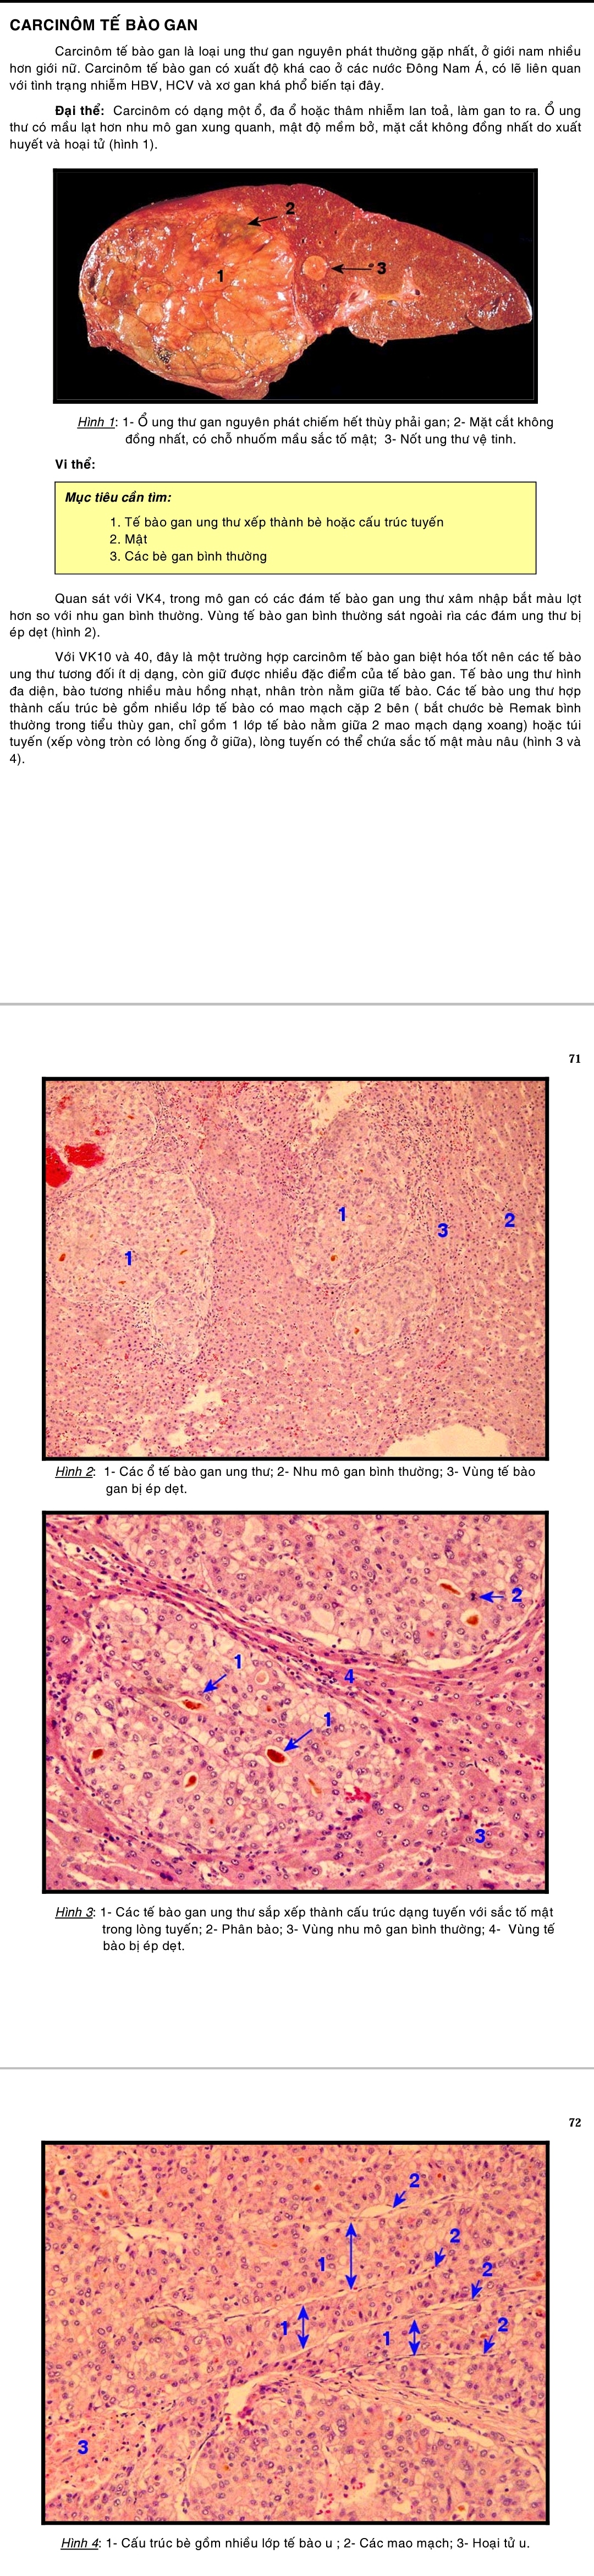 CARCINÔM TẾ BÀO GAN
Carcinôm tế bào gan là loại ung thư gan nguyên phát thường gặp nhất, ở giới nam nhiều
hơn giới nữ. Carcinôm tế bào gan có xuất độ khá cao ở các nước Đông Nam Á, có lẽ liên quan
với tình trạng nhiễm HBV, HCV và xơ gan khá phổ biến tại đây.
Đại thể: Carcinôm có dạng một ổ, đa ổ hoặc thâm nhiễm lan toả, làm gan to ra. Ổ ung
thư có mầu lạt hơn nhu mô gan xung quanh, mật độ mềm bở, mặt cắt không đồng nhất do xuất
huyết và hoại tử (hình 1).
2
1
3
Hình 1: 1- Ổ ung thư gan nguyên phát chiếm hết thùy phải gan; 2- Mặt cắt không
đồng nhất, có chỗ nhuốm mầu sắc tố mật; 3- Nốt ung thư vệ tinh.
Vi thể:
Mục tiêu cần tìm:
1. Tế bào gan ung thư xếp thành bè hoặc cấu trúc tuyến
2. Mật
3. Các bè gan bình thường
Quan sát với VK4, trong mô gan có các đám tế bào gan ung thư xâm nhập bắt màu lợt
hơn so với nhu gan bình thường. Vùng tế bào gan bình thường sát ngoài rìa các đám ung thư bị
ép dẹt (hình 2).
Với VK10 và 40, đây là một trường hợp carcinôm tế bào gan biệt hóa tốt nên các tế bào
ung thư tương đối ít dị dạng, còn giữ được nhiều đặc điểm của tế bào gan. Tế bào ung thư hình
đa diện, bào tương nhiều màu hồng nhạt, nhân tròn nằm giữa tế bào. Các tế bào ung thư hợp
thành cấu trúc bè gồm nhiều lớp tế bào có mao mạch cặp 2 bên ( bắt chước bè Remak bình
thường trong tiểu thùy gan, chỉ gồm 1 lớp tế bào nằm giữa 2 mao mạch dạng xoang) hoặc túi
tuyến (xếp vòng tròn có lòng ống ở giữa), lòng tuyến có thể chứa sắc tố mật màu nâu (hình 3 và
4).
71
1
1
3
2
Hình 2: 1- Các ổ tế bào gan ung thư; 2- Nhu mô gan bình thường; 3- Vùng tế bào
gan bị ép dẹt.
2
1
4
1
3
Hình 3: 1- Các tế bào gan ung thư sắp xếp thành cấu trúc dạng tuyến với sắc tố mật
trong lòng tuyến; 2- Phân bào; 3- Vùng nhu mô gan bình thường; 4- Vùng tế
bào bị ép dẹt.
72
2
2
1
2
1
2
1
3
Hình 4: 1- Cấu trúc bè gồm nhiều lớp tế bào u ; 2- Các mao mạch; 3- Hoại tử u.